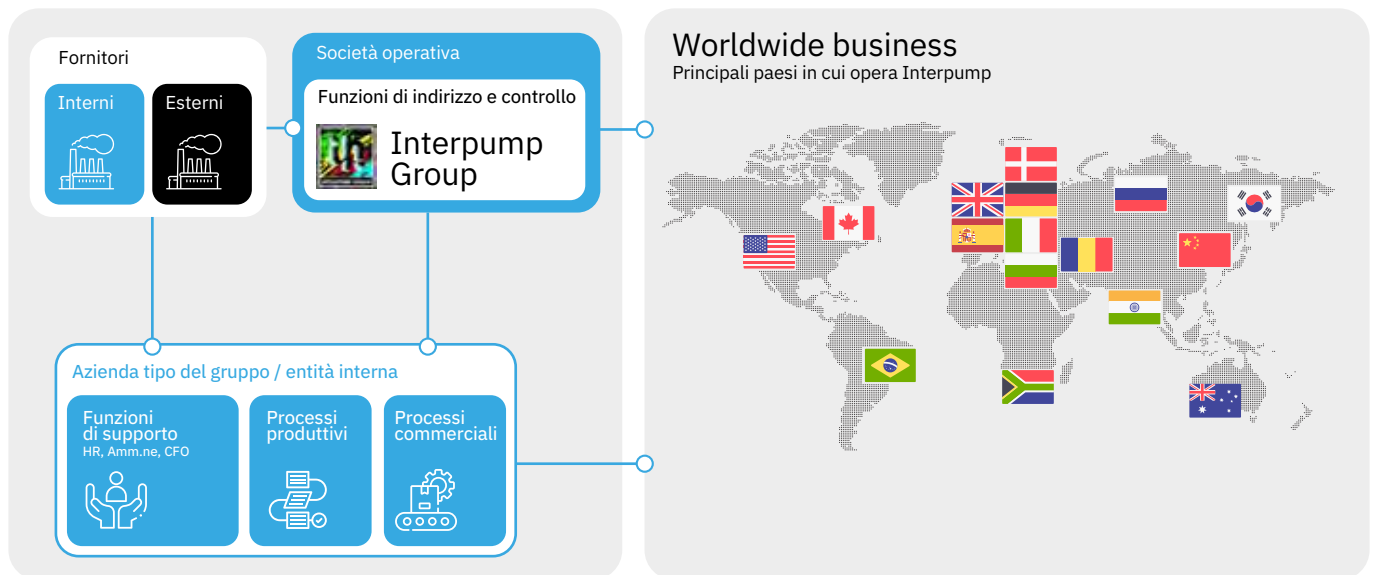 Fornitori
Interni
Esterni
Società operativa
Funzioni di indirizzo e controllo
Interpump
Group
Azienda tipo del gruppo / entità interna
Funzioni
di supporto
HR, Amm.ne, CFO
Processi
produttivi
Processi
commerciali
Worldwide business
Principali paesi in cui opera Interpump